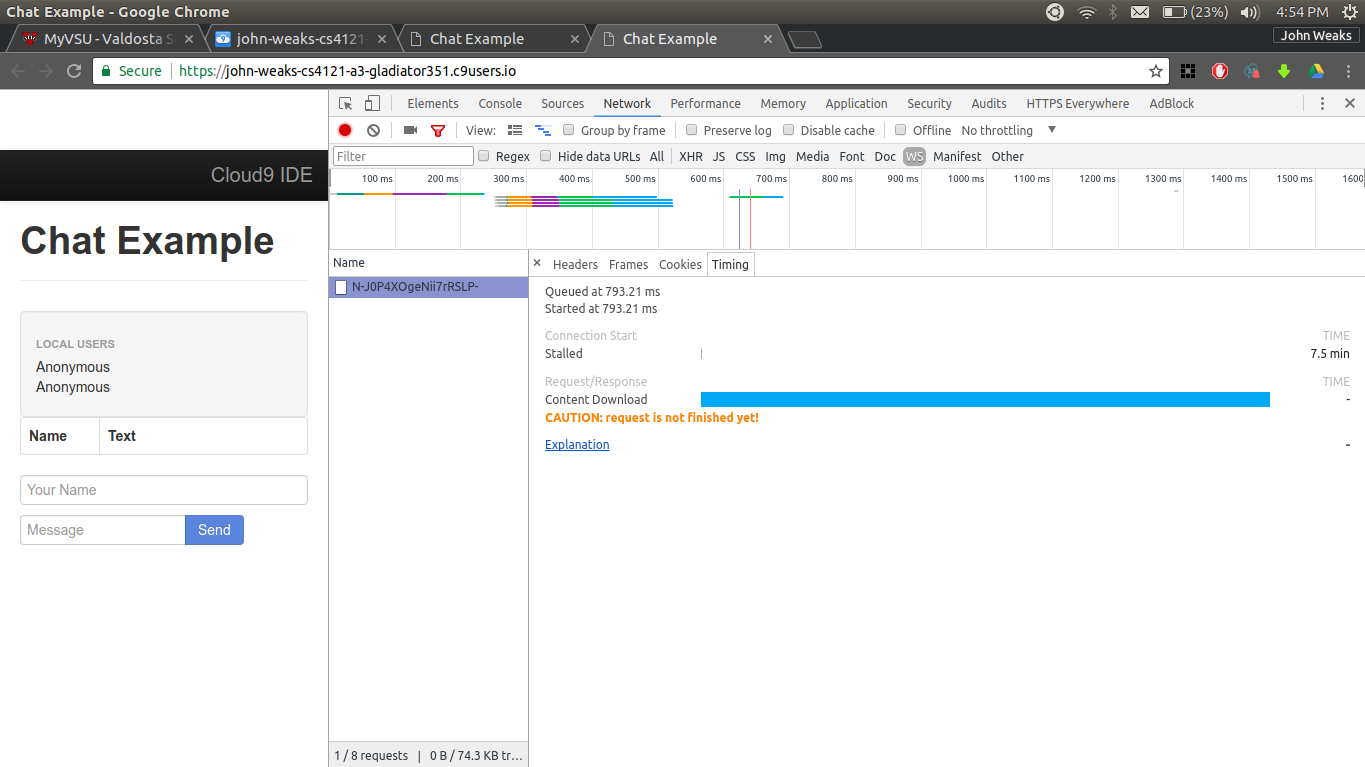 Chat Example - Google Chrome (23%) 4:54 PM
MyVSU - Valdosta S john-weaks-cs4121- Chat Example Chat Example John Weaks
Secure https://john-weaks-cs4121-a3-gladiator351.c9users.io
Elements Console Sources Network Performance Memory Application Security Audits HTTPS Everywhere AdBlock
View: Group by frame Preserve log Disable cache Offline No throttling
Filter Regex Hide data URLs All XHR JS CSS Img Media Font Doc WS Manifest Other
100 ms 200 ms 300 ms 400 ms 500 ms 600 ms 700 ms 800 ms 900 ms 1000 ms 1100 ms 1200 ms 1300 ms 1400 ms 1500 ms 1600
Cloud9 IDE
Chat Example
LOCAL USERS
Anonymous
Anonymous
Name Text
Your Name
Message Send
Name
N-J0P4XOgeNii7rRSLP-
1 / 8 requests | 0 B / 74.3 KB tr…
× Headers Frames Cookies Timing
Queued at 793.21 ms
Started at 793.21 ms
Connection Start TIME
Stalled 7.5 min
Request/Response TIME
Content Download -
CAUTION: request is not finished yet!
Explanation -